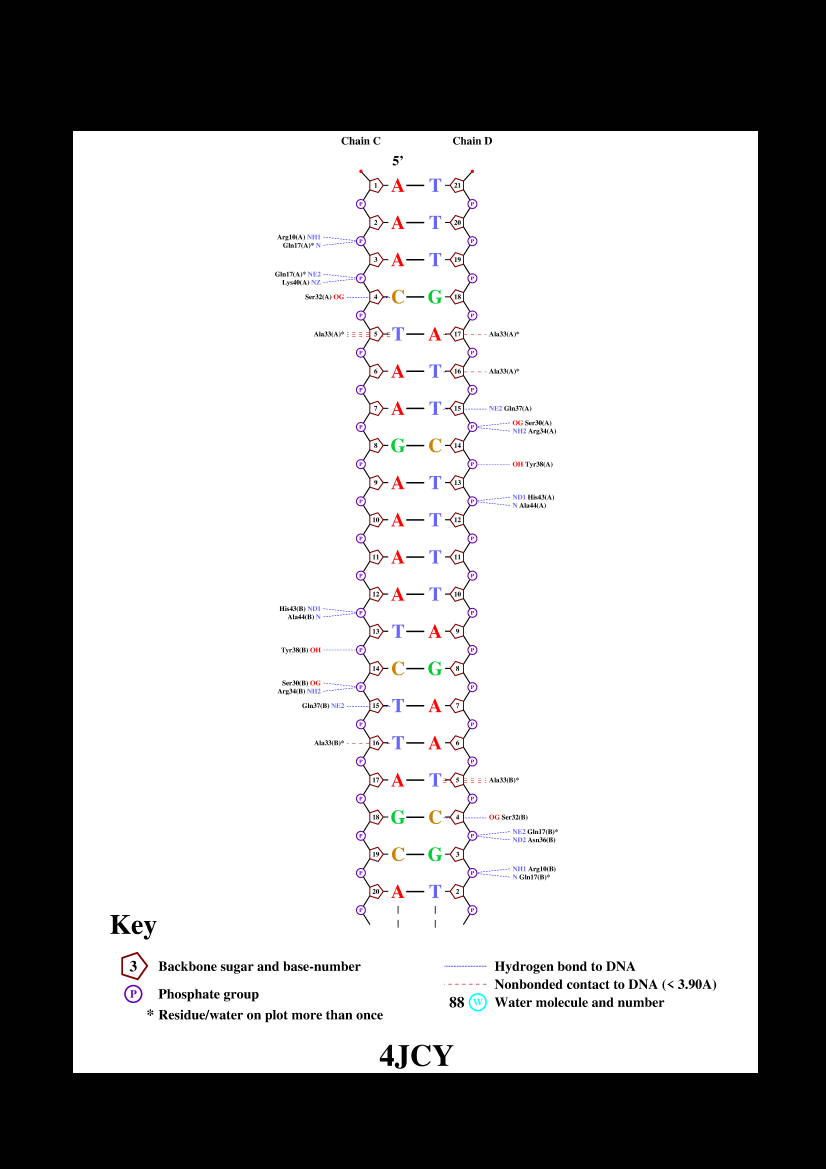 Chain C Chain D
5’
1 A T 21
P P
2 A T 20
Arg10(A) NH1
P P
Gln17(A)* N
3 A T 19
Gln17(A)* NE2
P P
Lys40(A) NZ
Ser32(A) OG 4 C G 18
P P
Ala33(A)* 5 T A 17 Ala33(A)*
P P
6 A T 16 Ala33(A)*
P P
7 A T 15 NE2 Gln37(A)
OG Ser30(A)
P P
NH2 Arg34(A)
8 G C 14
P P OH Tyr38(A)
9 A T 13
ND1 His43(A)
P P
N Ala44(A)
10 A T 12
P P
11 A T 11
P P
12 A T 10
His43(B) ND1
P P
Ala44(B) N
13 T A 9
Tyr38(B) OH P P
14 C G 8
Ser30(B) OG
P P
Arg34(B) NH2
Gln37(B) NE2 15 T A 7
P P
Ala33(B)* 16 T A 6
P P
17 A T 5 Ala33(B)*
P P
18 G C 4 OG Ser32(B)
NE2 Gln17(B)*
P P
ND2 Asn36(B)
19 C G 3
NH1 Arg10(B)
P P
N Gln17(B)*
20 A T 2
P P
Key
3 Backbone sugar and base-number
P Phosphate group
* Residue/water on plot more than once
Hydrogen bond to DNA
Nonbonded contact to DNA (< 3.90A)
88 W Water molecule and number
4JCY